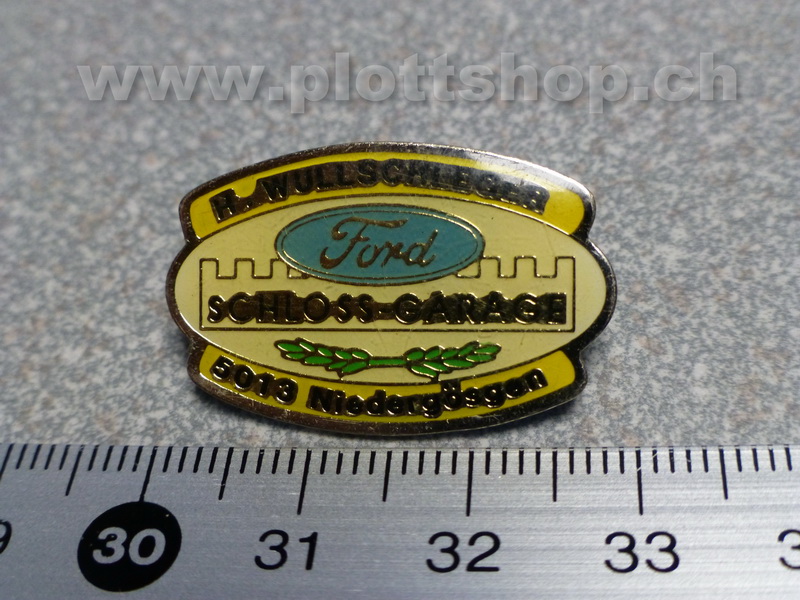 www.plottshop.ch
R. WULLSCHLEGER
Ford
SCHLOSS-GARAGE
5013 Niedergösgen
30 31 32 33